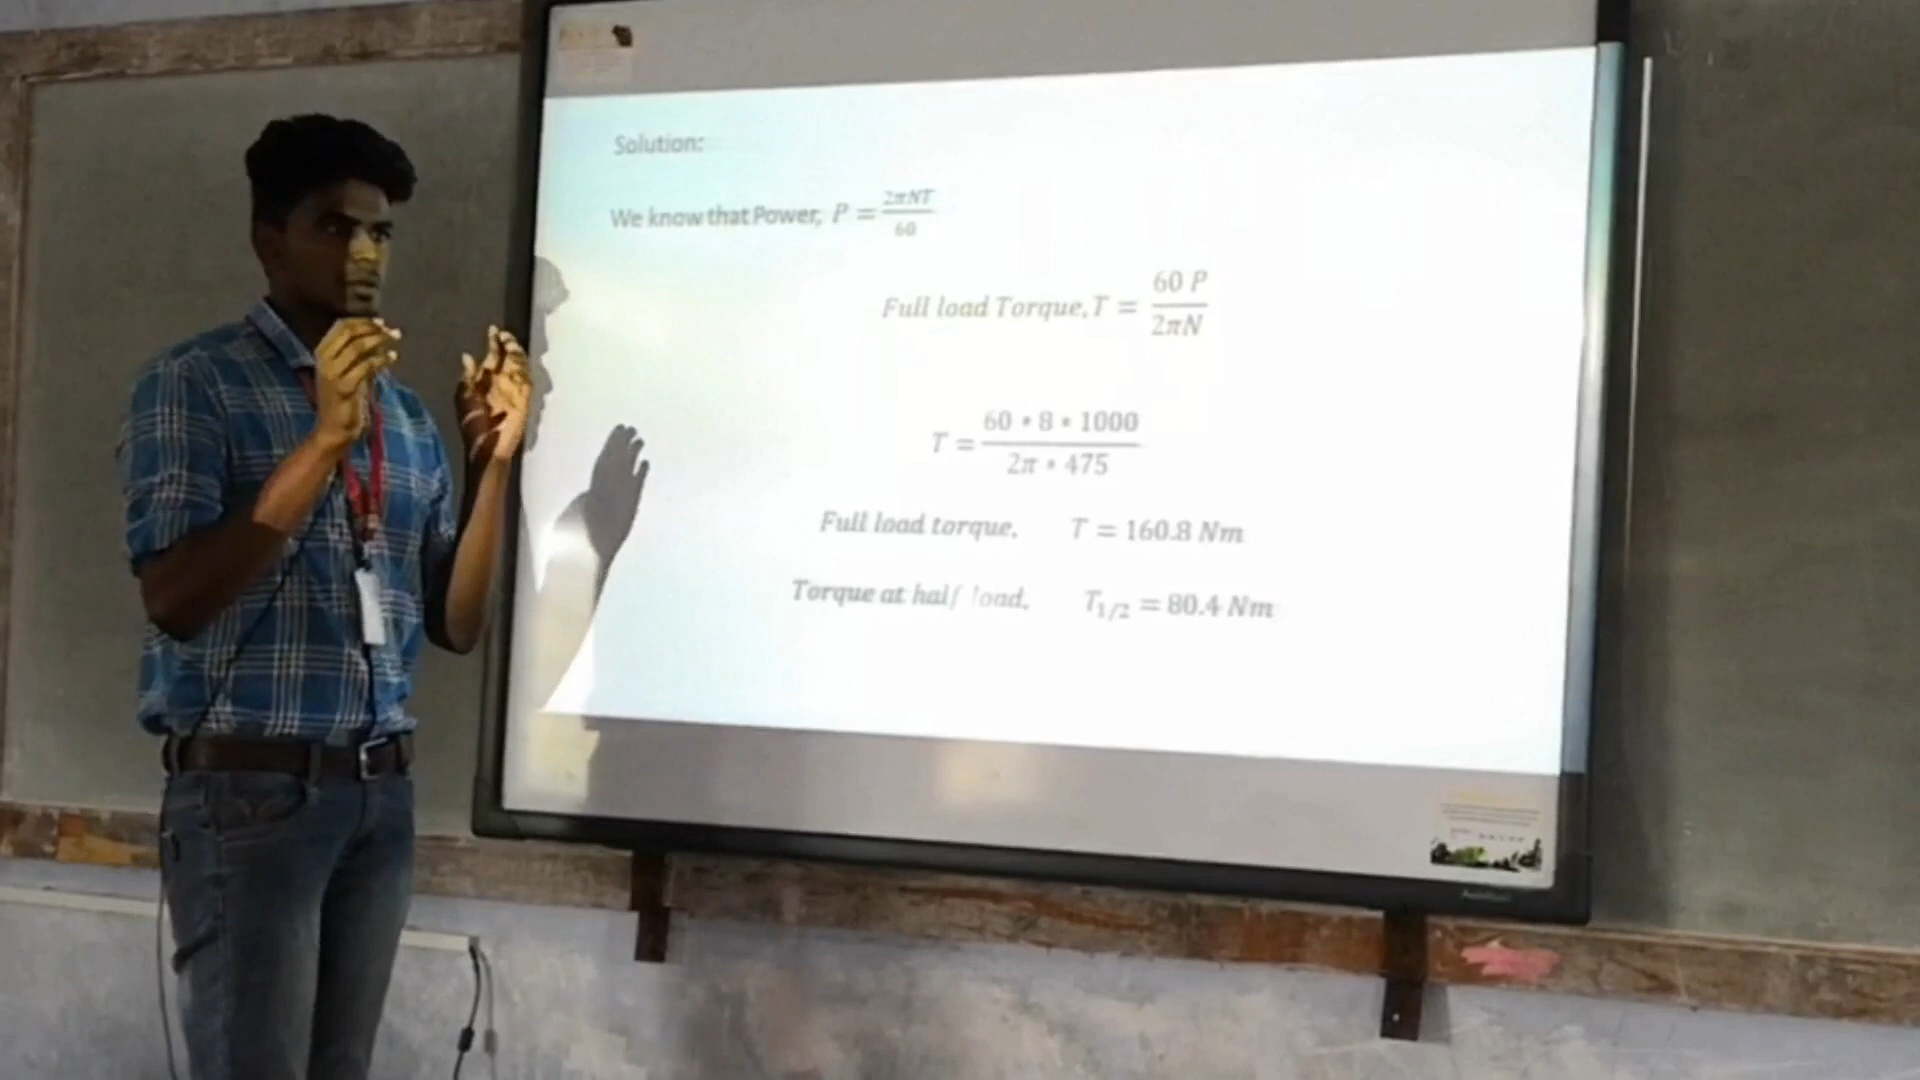 Solution:
We know that Power, P = 2πNT/60
Full load Torque, T = 60 P/2πN
T = 60 * 8 * 1000/2π * 475
Full load torque, T = 160.8 Nm
Torque at half load, T1/2 = 80.4 Nm